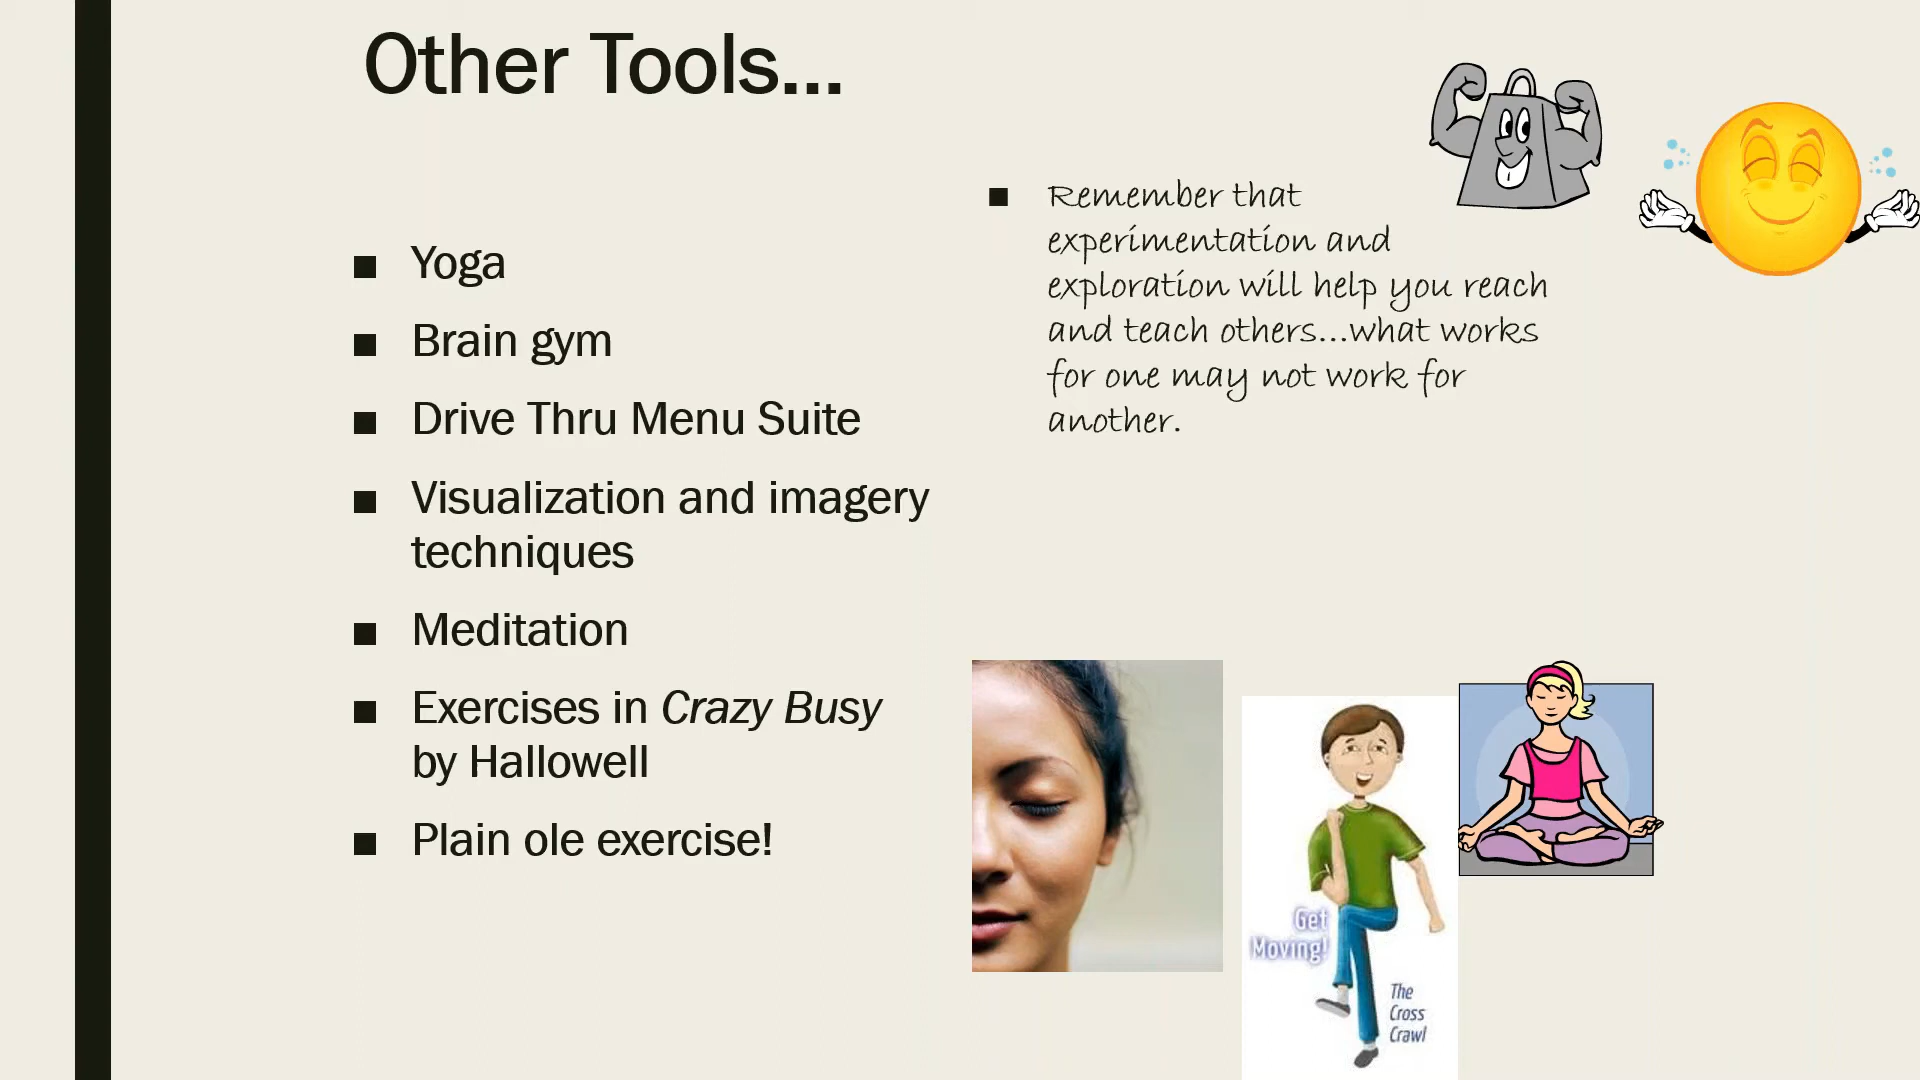 Other Tools...
■ Yoga
■ Brain gym
■ Drive Thru Menu Suite
■ Visualization and imagery
techniques
■ Meditation
■ Exercises in Crazy Busy
by Hallowell
■ Plain ole exercise!
■ Remember that
experimentation and
exploration will help you reach
and teach others...what works
for one may not work for
another.
Get
Moving!
The
Cross
Crawl